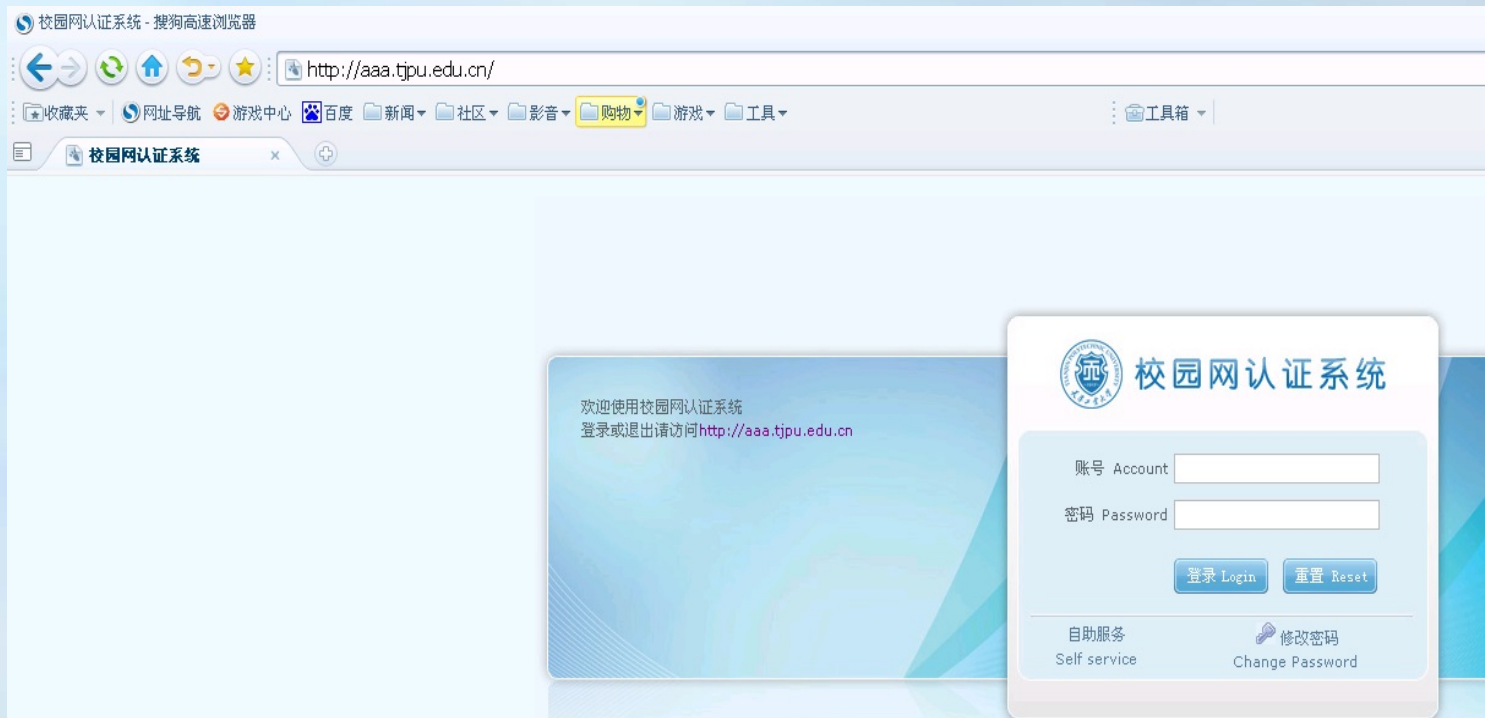 校园网认证系统 - 搜狗高速浏览器
http://aaa.tjpu.edu.cn/
收藏夹 网址导航 游戏中心 百度 新闻 社区 影音 购物 游戏 工具 工具箱
校园网认证系统 ×
校园网认证系统
欢迎使用校园网认证系统
登录或退出请访问http://aaa.tjpu.edu.cn
账号 Account
密码 Password
登录 Login 重置 Reset
自助服务 修改密码
Self service Change Password